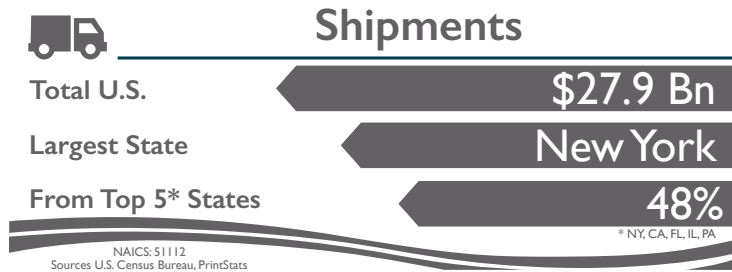 Shipments
Total U.S.
$27.9 Bn
Largest State
New York
From Top 5* States
48%
* NY, CA, FL, IL, PA
NAICS: 51112
Sources U.S. Census Bureau, PrintStats